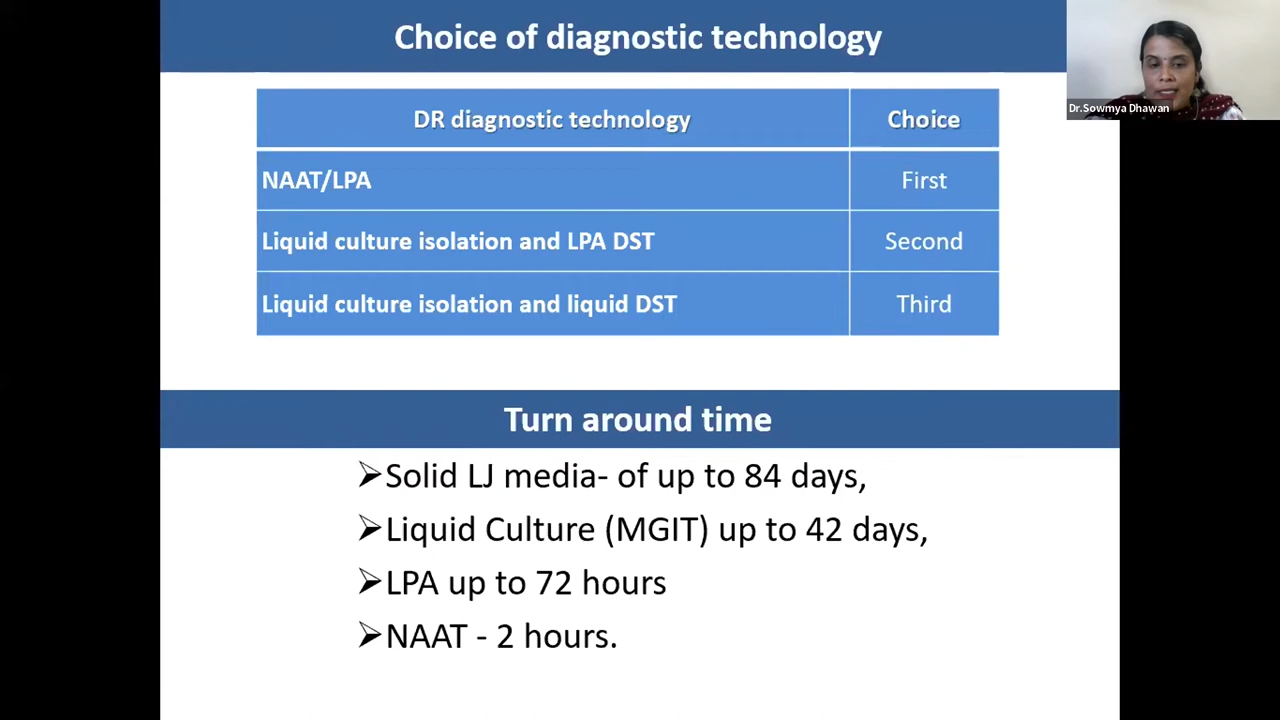 Choice of diagnostic technology
Dr.Sowmya Dhawan
DR diagnostic technology Choice
NAAT/LPA First
Liquid culture isolation and LPA DST Second
Liquid culture isolation and liquid DST Third
Turn around time
➢Solid LJ media- of up to 84 days,
➢Liquid Culture (MGIT) up to 42 days,
➢LPA up to 72 hours
➢NAAT - 2 hours.